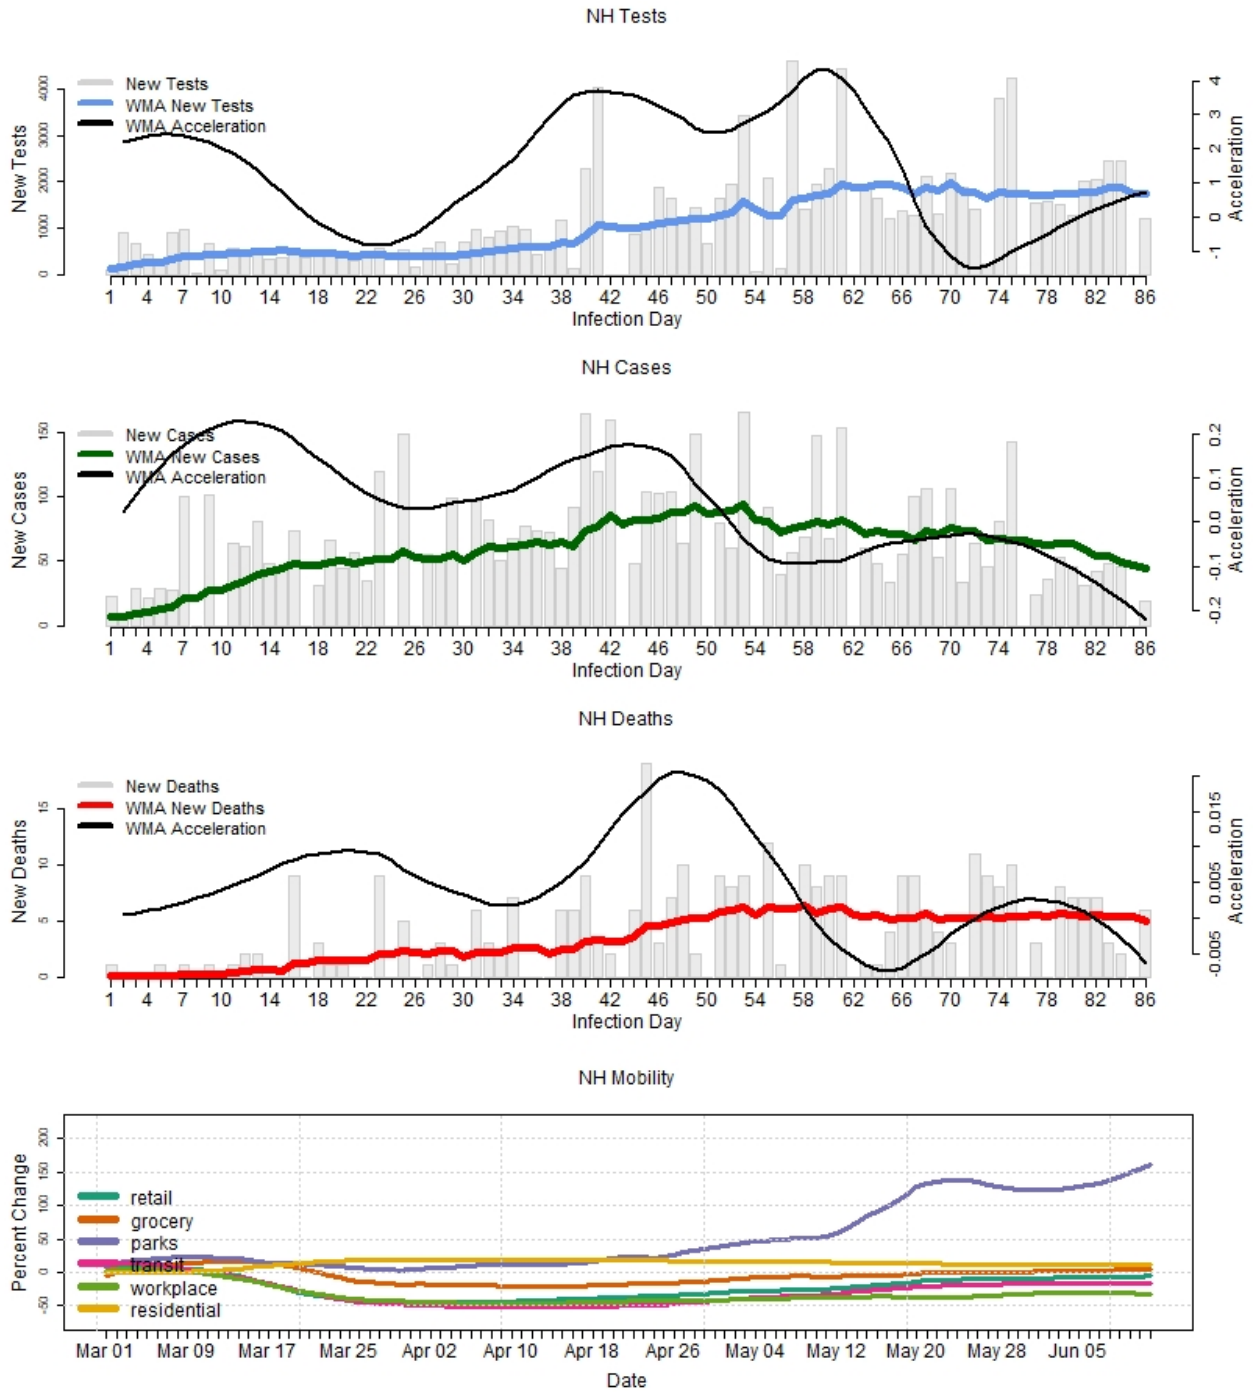 NH Tests
New Tests
WMA New Tests
WMA Acceleration
New Tests
0 1000 2000 3000 4000
Acceleration
-1 0 1 2 3 4
1 4 7 10 14 18 22 26 30 34 38 42 46 50 54 58 62 66 70 74 78 82 86
Infection Day
NH Cases
New Cases
WMA New Cases
WMA Acceleration
New Cases
0 50 100 150
Acceleration
-0.2 -0.1 0.0 0.1 0.2
1 4 7 10 14 18 22 26 30 34 38 42 46 50 54 58 62 66 70 74 78 82 86
Infection Day
NH Deaths
New Deaths
WMA New Deaths
WMA Acceleration
New Deaths
0 5 10 15
Acceleration
-0.005 0.005 0.015
1 4 7 10 14 18 22 26 30 34 38 42 46 50 54 58 62 66 70 74 78 82 86
Infection Day
NH Mobility
retail
grocery
parks
transit
workplace
residential
Percent Change
-50 0 50 100 150 200
Mar 01 Mar 09 Mar 17 Mar 25 Apr 02 Apr 10 Apr 18 Apr 26 May 04 May 12 May 20 May 28 Jun 05
Date